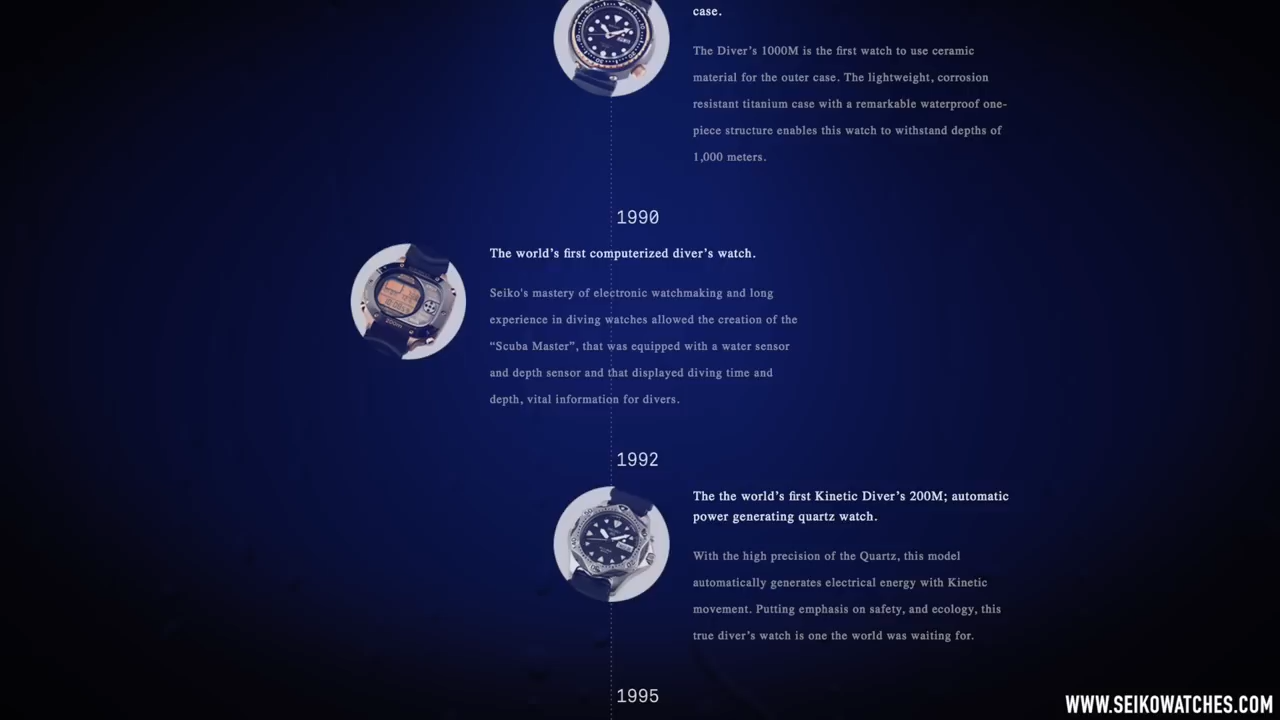 case.
The Diver's 1000M is the first watch to use ceramic
material for the outer case. The lightweight, corrosion
resistant titanium case with a remarkable waterproof one-
piece structure enables this watch to withstand depths of
1,000 meters.
1990
The world's first computerized diver's watch.
Seiko's mastery of electronic watchmaking and long
experience in diving watches allowed the creation of the
“Scuba Master”, that was equipped with a water sensor
and depth sensor and that displayed diving time and
depth, vital information for divers.
1992
The the world's first Kinetic Diver's 200M; automatic
power generating quartz watch.
With the high precision of the Quartz, this model
automatically generates electrical energy with Kinetic
movement. Putting emphasis on safety, and ecology, this
true diver's watch is one the world was waiting for.
1995
WWW.SEIKOWATCHES.COM